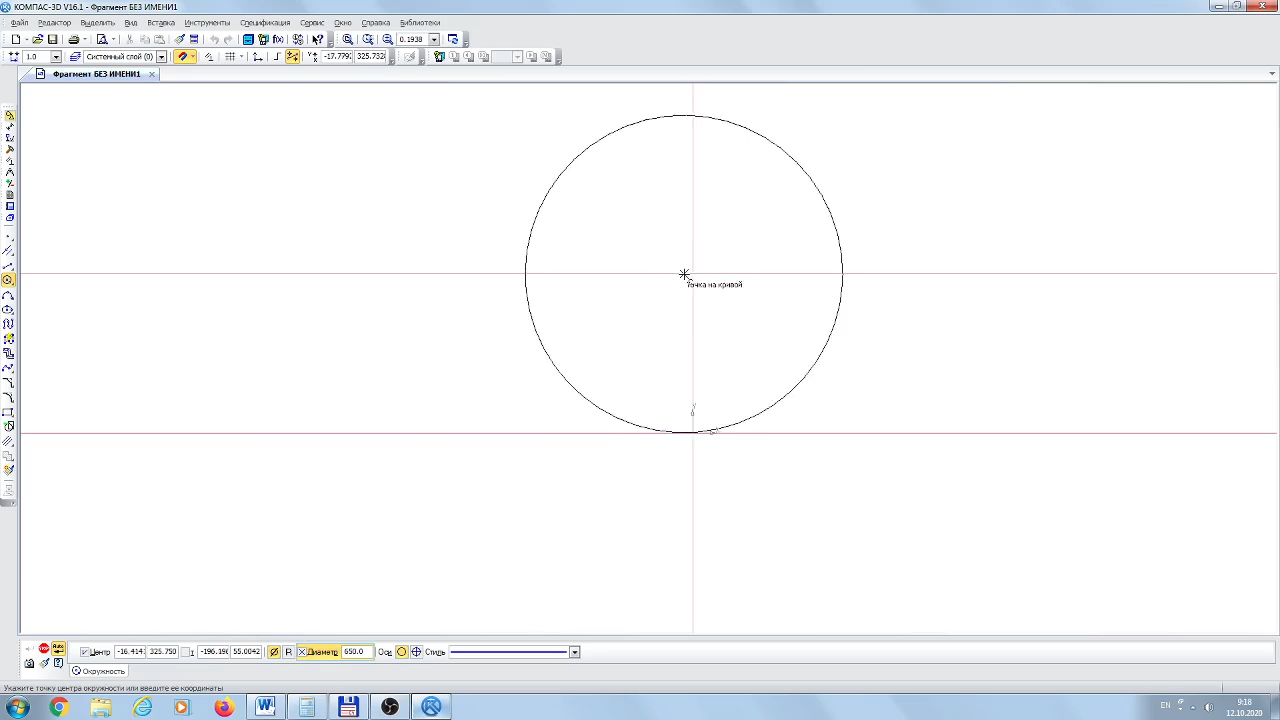 КОМПАС-3D V16.1 - Фрагмент БЕЗ ИМЕНИ1
Файл Редактор Выделить Вид Вставка Инструменты Спецификация Сервис Окно Справка Библиотеки
f(x) 0.1938
1.0 Системный слой (0) -17.779 325.732
Фрагмент БЕЗ ИМЕНИ1
Точка на кривой
Y
Центр -16.414 325.750 -196.196 55.0042 R Диаметр 650.0 Оси Стиль
Окружность
Укажите точку центра окружности или введите ее координаты
EN 9:18
12.10.2020